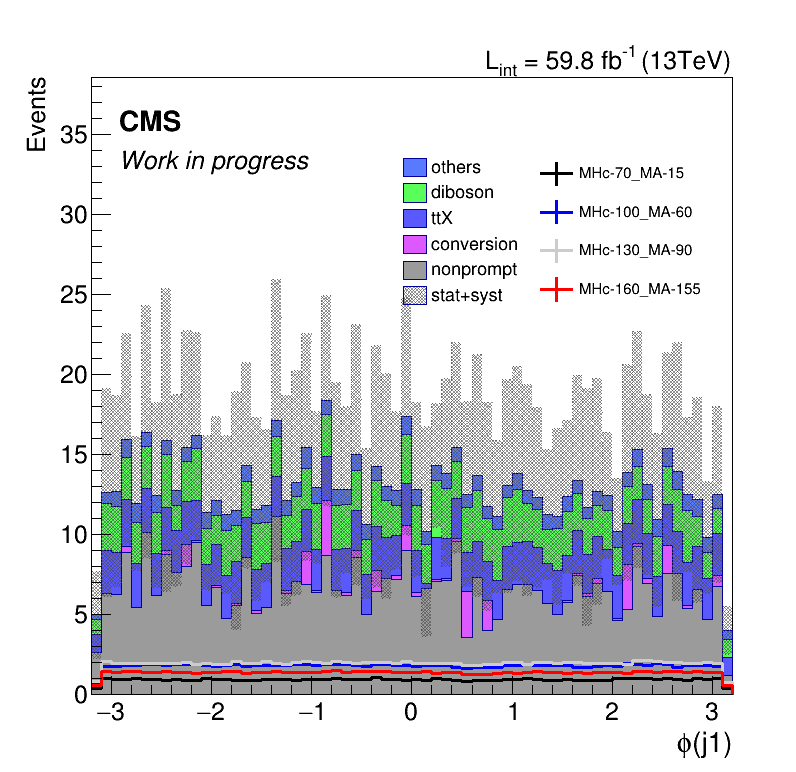 L_int = 59.8 fb^-1 (13TeV)
Events
CMS
Work in progress
others
diboson
ttX
conversion
nonprompt
stat+syst
MHc-70_MA-15
MHc-100_MA-60
MHc-130_MA-90
MHc-160_MA-155
35
30
25
20
15
10
5
0
−3 −2 −1 0 1 2 3
ϕ(j1)